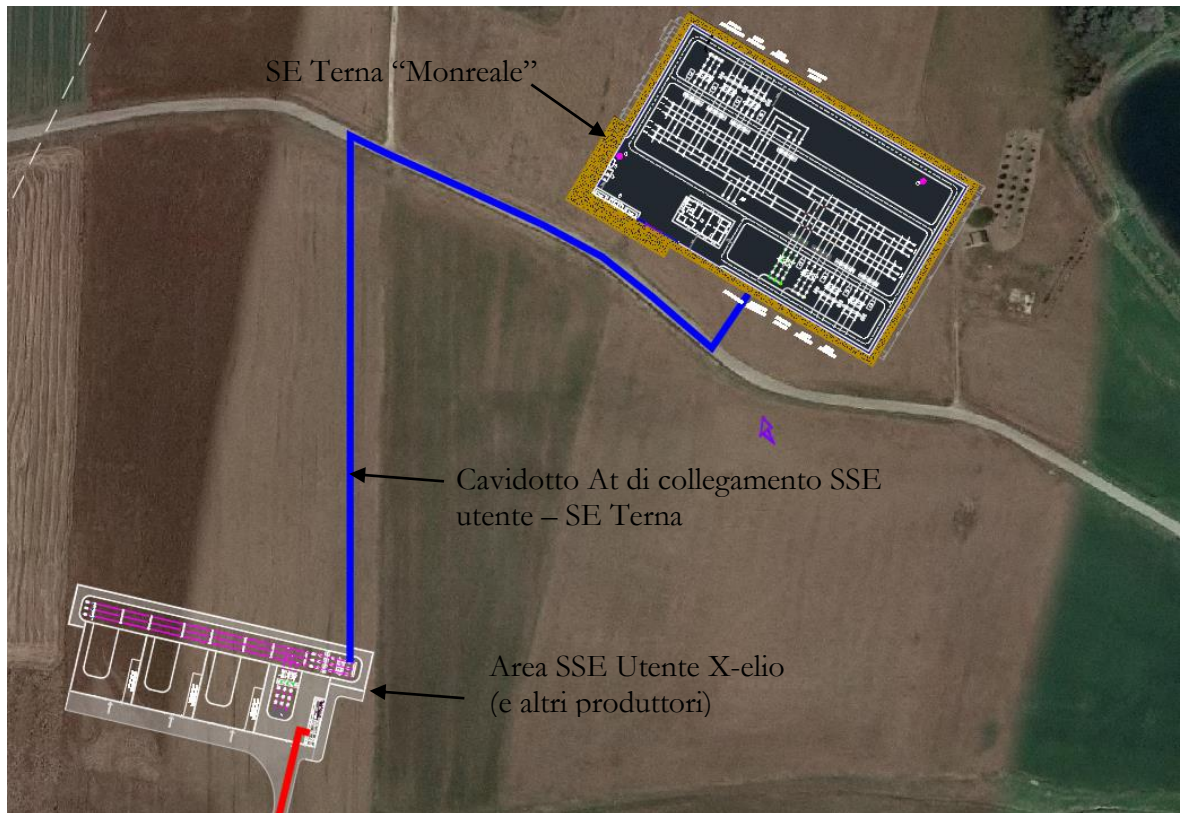 SE Terna “Monreale”
Cavidotto At di collegamento SSE
utente – SE Terna
Area SSE Utente X-elio
(e altri produttori)